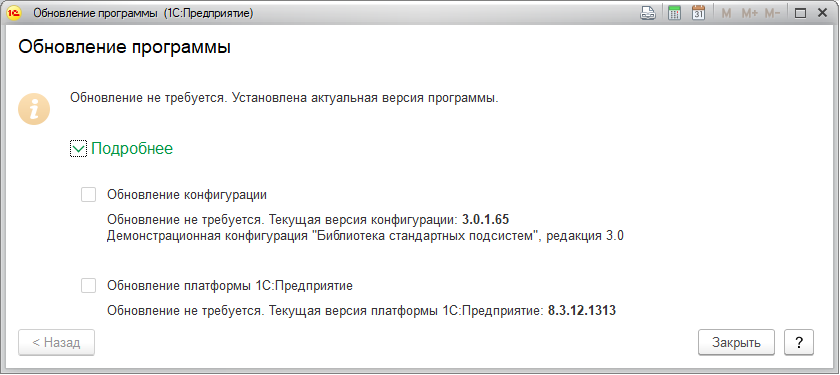 1С Обновление программы (1С:Предприятие) 31 M M+ M-
Обновление программы
i
Обновление не требуется. Установлена актуальная версия программы.
Подробнее
Обновление конфигурации
Обновление не требуется. Текущая версия конфигурации: 3.0.1.65
Демонстрационная конфигурация "Библиотека стандартных подсистем", редакция 3.0
Обновление платформы 1С:Предприятие
Обновление не требуется. Текущая версия платформы 1С:Предприятие: 8.3.12.1313
< Назад Закрыть ?